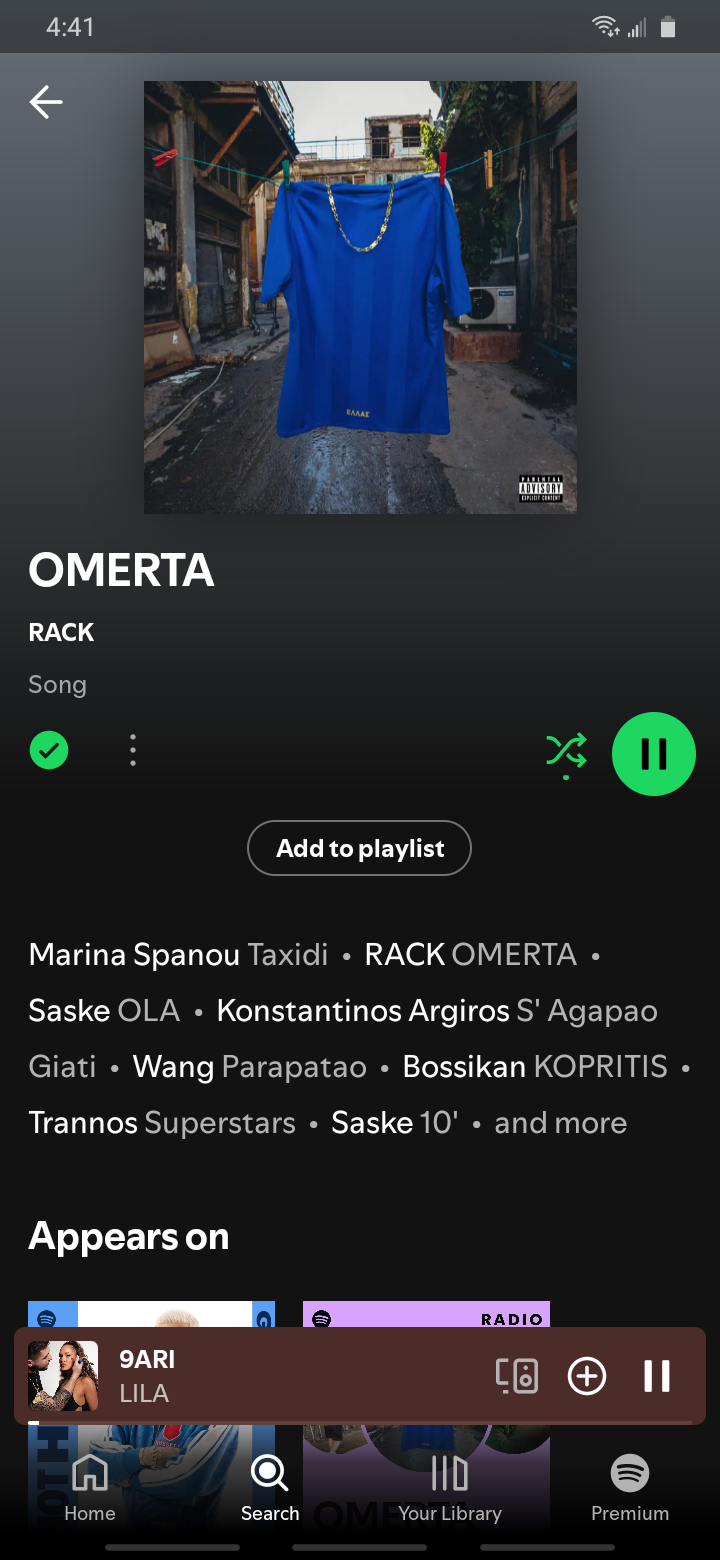 4:41
ΕΛΛΑΣ
PARENTAL
ADVISORY
EXPLICIT CONTENT
OMERTA
RACK
Song
Add to playlist
Marina Spanou Taxidi • RACK OMERTA •
Saske OLA • Konstantinos Argiros S' Agapao
Giati • Wang Parapatao • Bossikan KOPRITIS •
Trannos Superstars • Saske 10' • and more
Appears on
RADIO
9ARI
LILA
OMERTA
Home
Search
Your Library
Premium